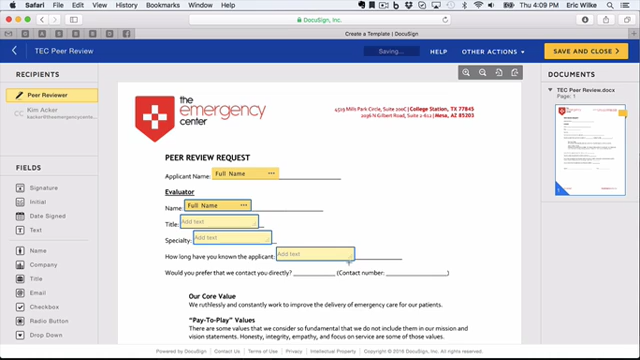 Safari File Edit View History Bookmarks Window Help
Thu 4:09 PM Eric Wilke
DocuSign, Inc.
Create a Template | DocuSign
TEC Peer Review
Saving...
HELP
OTHER ACTIONS
SAVE AND CLOSE
RECIPIENTS
Peer Reviewer
CC
Kim Acker
kacker@theemergencycente...
FIELDS
Signature
Initial
Date Signed
Text
Name
Company
Title
Email
Checkbox
Radio Button
Drop Down
the
emergency
center
4519 Mills Park Circle, Suite 200C | College Station, TX 77845
PEER REVIEW REQUEST
Applicant Name: Full Name
Evaluator
Name: Full Name
Title: Add text
Specialty: Add text
How long have you known the applicant: Add text
Would you prefer that we contact you directly? (Contact number: )
Our Core Value
We ruthlessly and constantly work to improve the delivery of emergency care for our patients.
"Pay-To-Play" Values
There are some values that we consider so fundamental that we do not include them in our mission and
vision statements. Honesty, integrity, empathy, and focus on service are some of those values.
DOCUMENTS
TEC Peer Review.docx
Page: 1
Powered by DocuSign Contact Us Terms of Use Privacy Intellectual Property Copyright © 2016 DocuSign Inc.